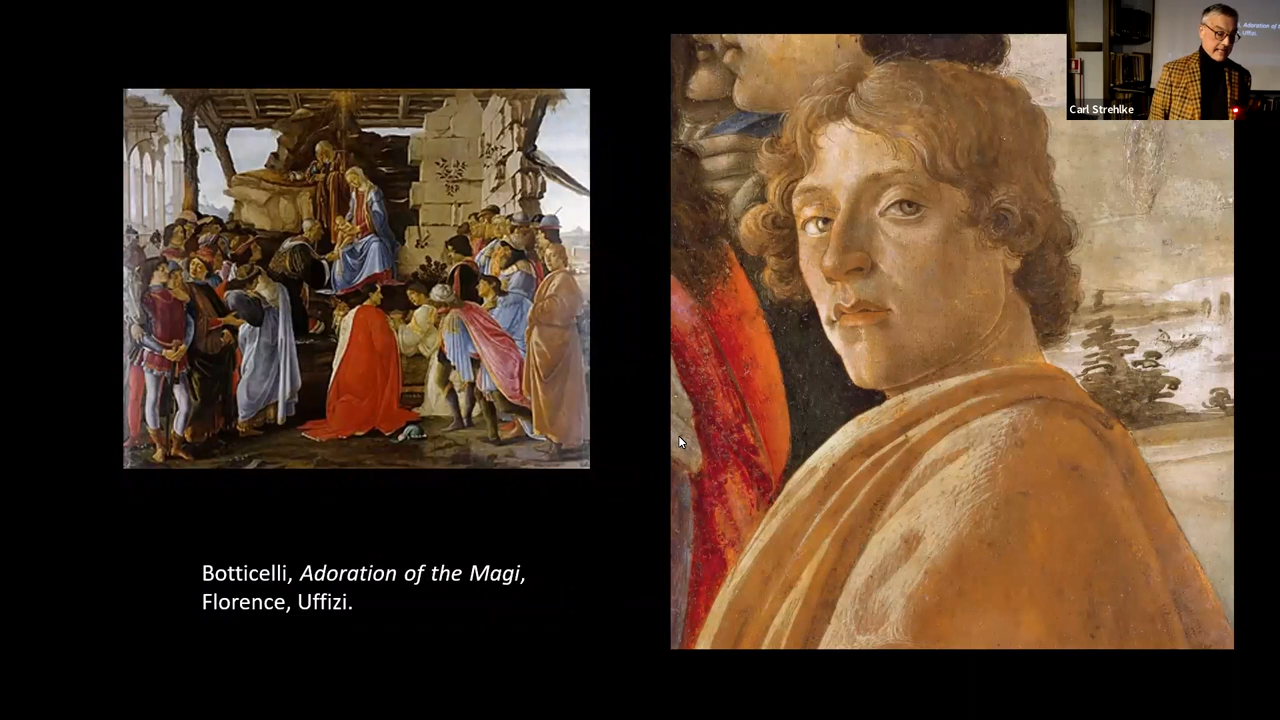 Carl Strehlke
Botticelli, Adoration of the Magi,
Florence, Uffizi.